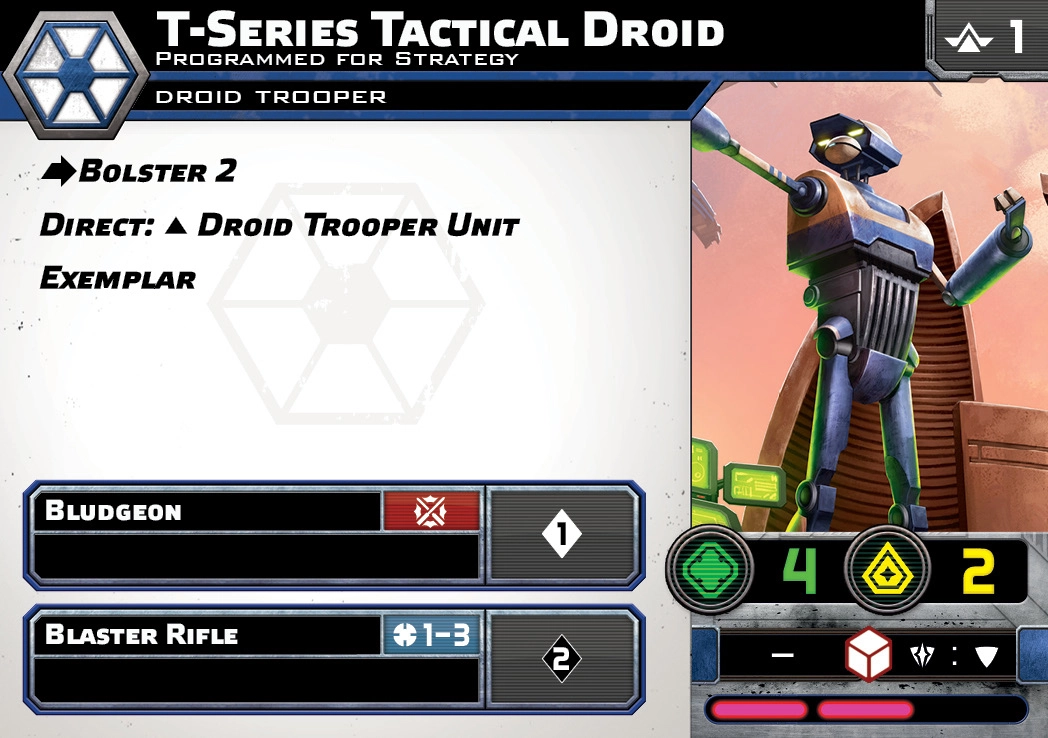 T-Series Tactical Droid
1
Programmed for Strategy
Droid Trooper
Bolster 2
Direct: Droid Trooper Unit
Exemplar
Bludgeon
1
4
2
Blaster Rifle
1–3
2
– :